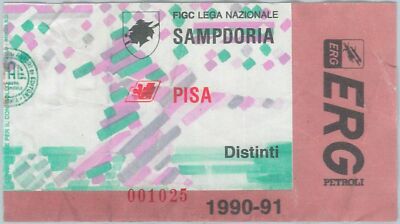 FIGC LEGA NAZIONALE
SAMPDORIA
PISA
Distinti
001025
1990-91
ERG
ERG
PETROLI